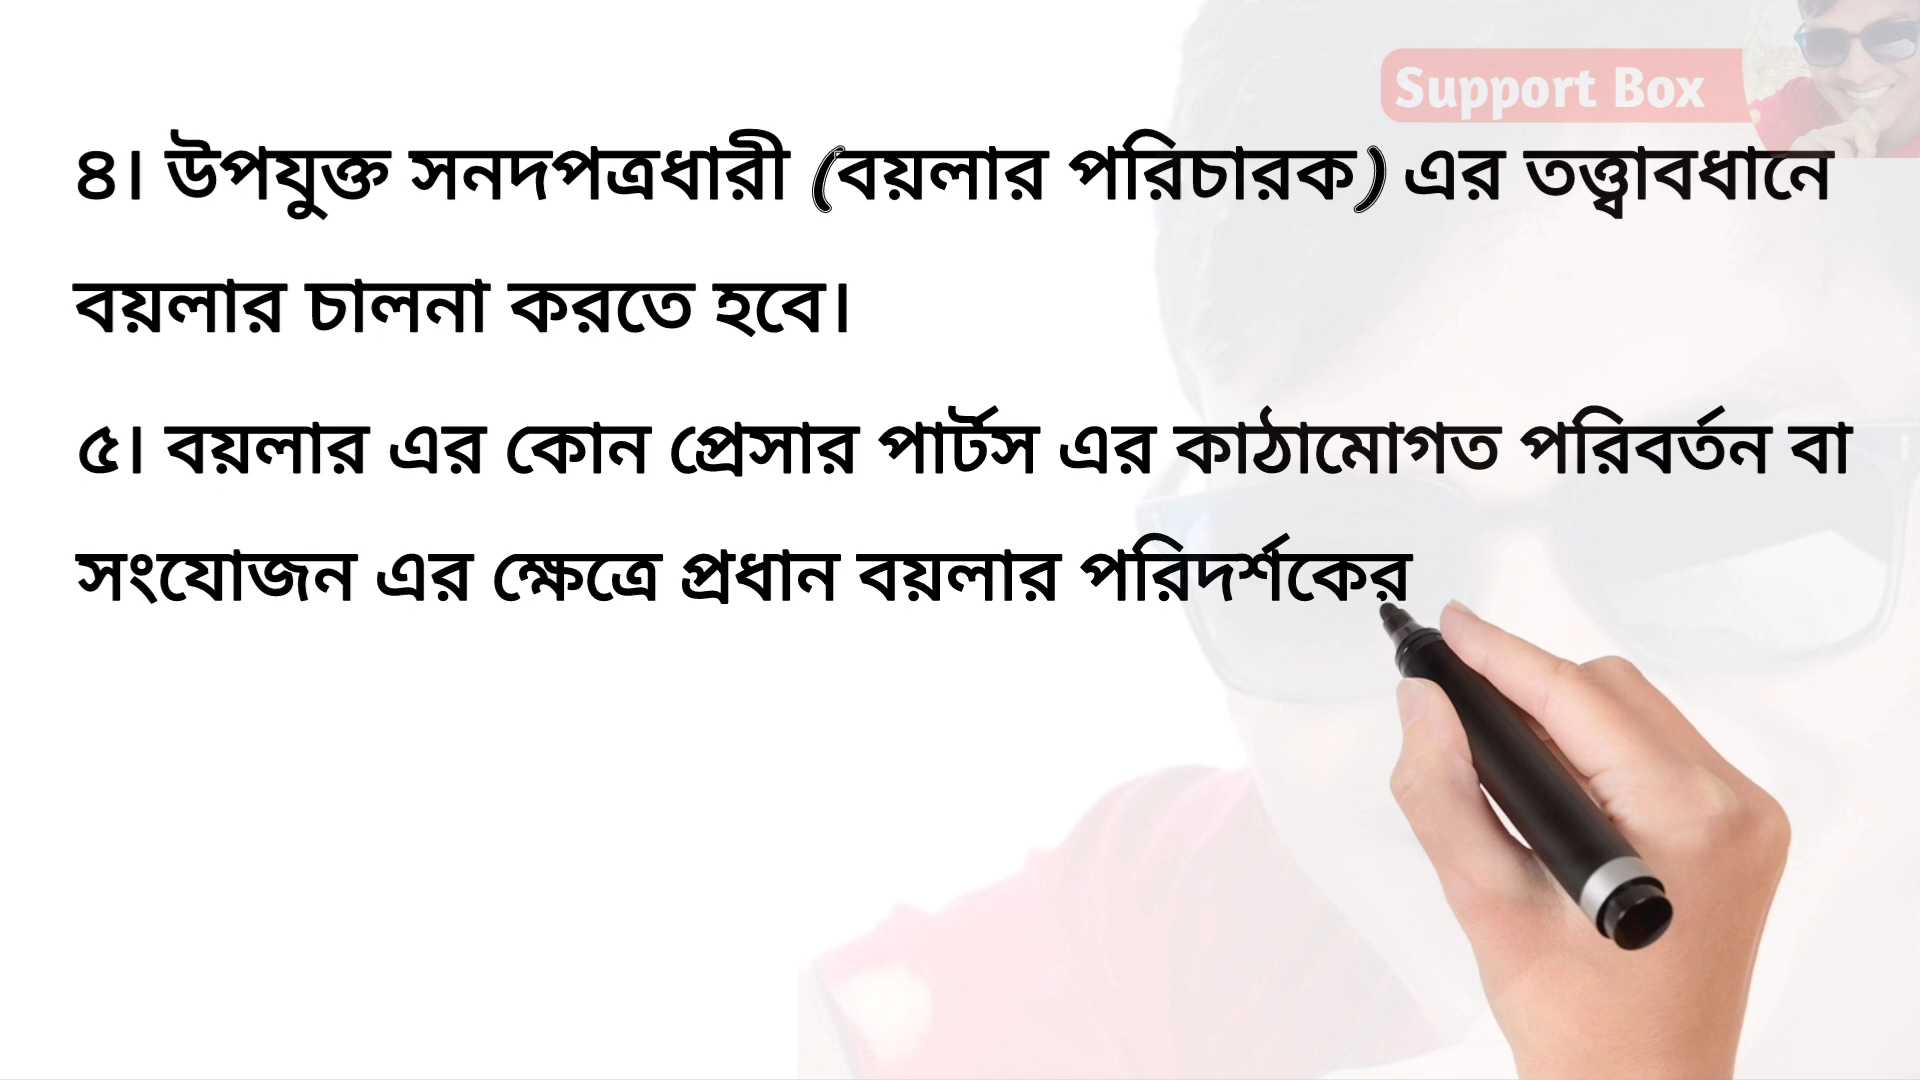 Support Box
৪। উপযুক্ত সনদপত্রধারী (বয়লার পরিচারক) এর তত্ত্বাবধানে
বয়লার চালনা করতে হবে।
৫। বয়লার এর কোন প্রেসার পার্টস এর কাঠামোগত পরিবর্তন বা
সংযোজন এর ক্ষেত্রে প্রধান বয়লার পরিদর্শকের